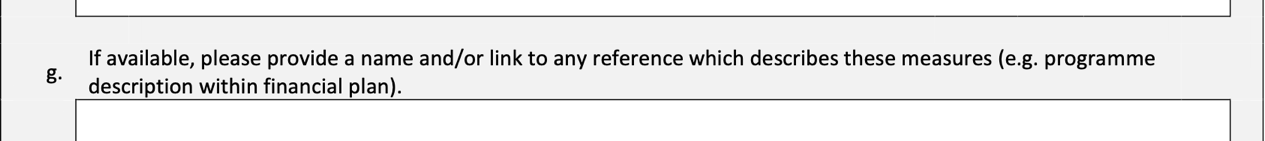 g. If available, please provide a name and/or link to any reference which describes these measures (e.g. programme
description within financial plan).